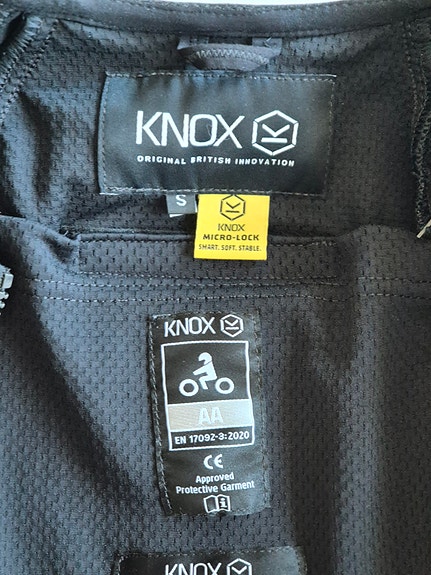 KNOX
ORIGINAL BRITISH INNOVATION
S
KNOX
MICRO-LOCK
SMART. SOFT. STABLE.
KNOX
AA
EN 17092-3:2020
CE
Approved
Protective Garment
i
KNOX